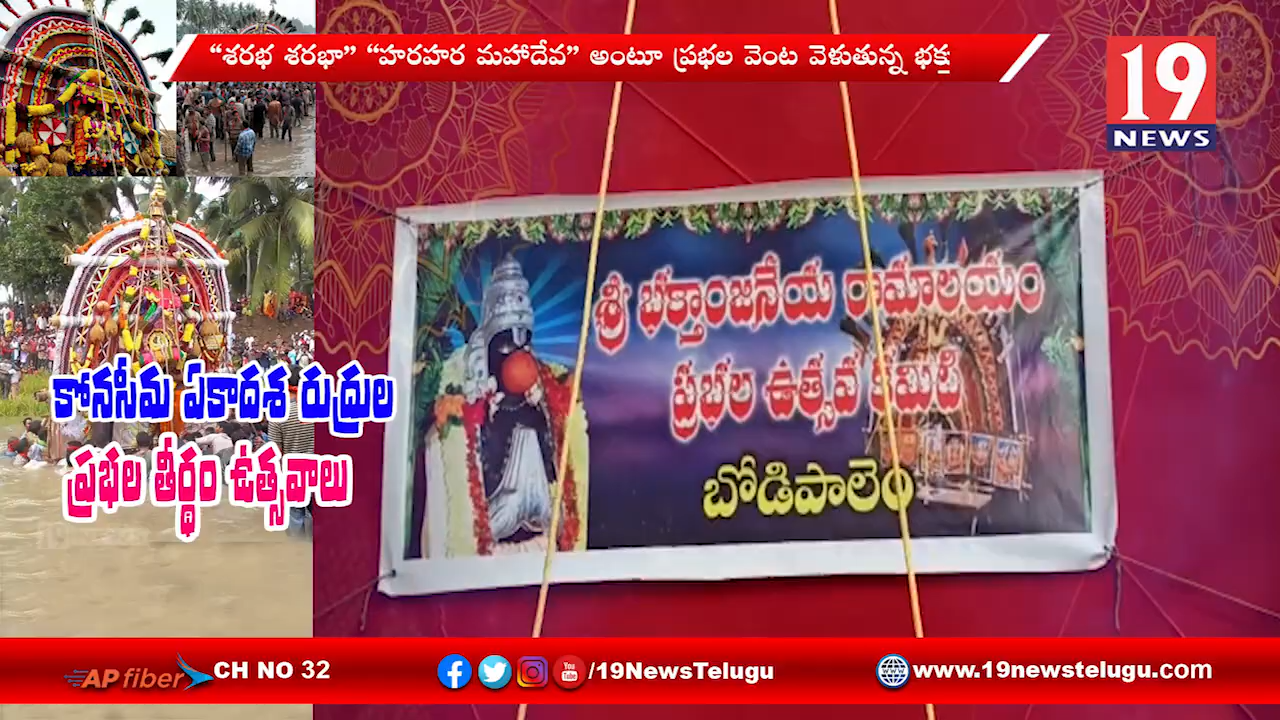 “శరభ శరభా” “హరహర మహాదేవ” అంటూ ప్రభల వెంట వెళుతున్న భక్త
19
NEWS
శ్రీ భక్తాంజనేయ రామాలయం
ప్రభల ఉత్సవ కమిటి
బోడిపాలెం
కోనసీమ ఏకాదశ రుద్రుల
ప్రభల తీర్థం ఉత్సవాలు
AP fiber CH NO 32
/19NewsTelugu
www.19newstelugu.com